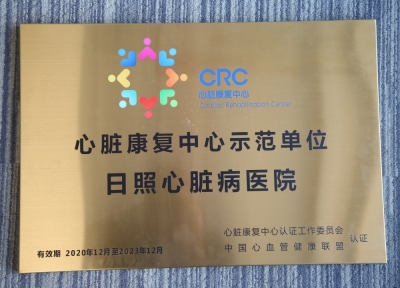 CRC
心脏康复中心
Cardiac Rehabilitation Center
心脏康复中心示范单位
日照心脏病医院
心脏康复中心认证工作委员会
中国心血管健康联盟
认证
有效期 2020年12月至2023年12月